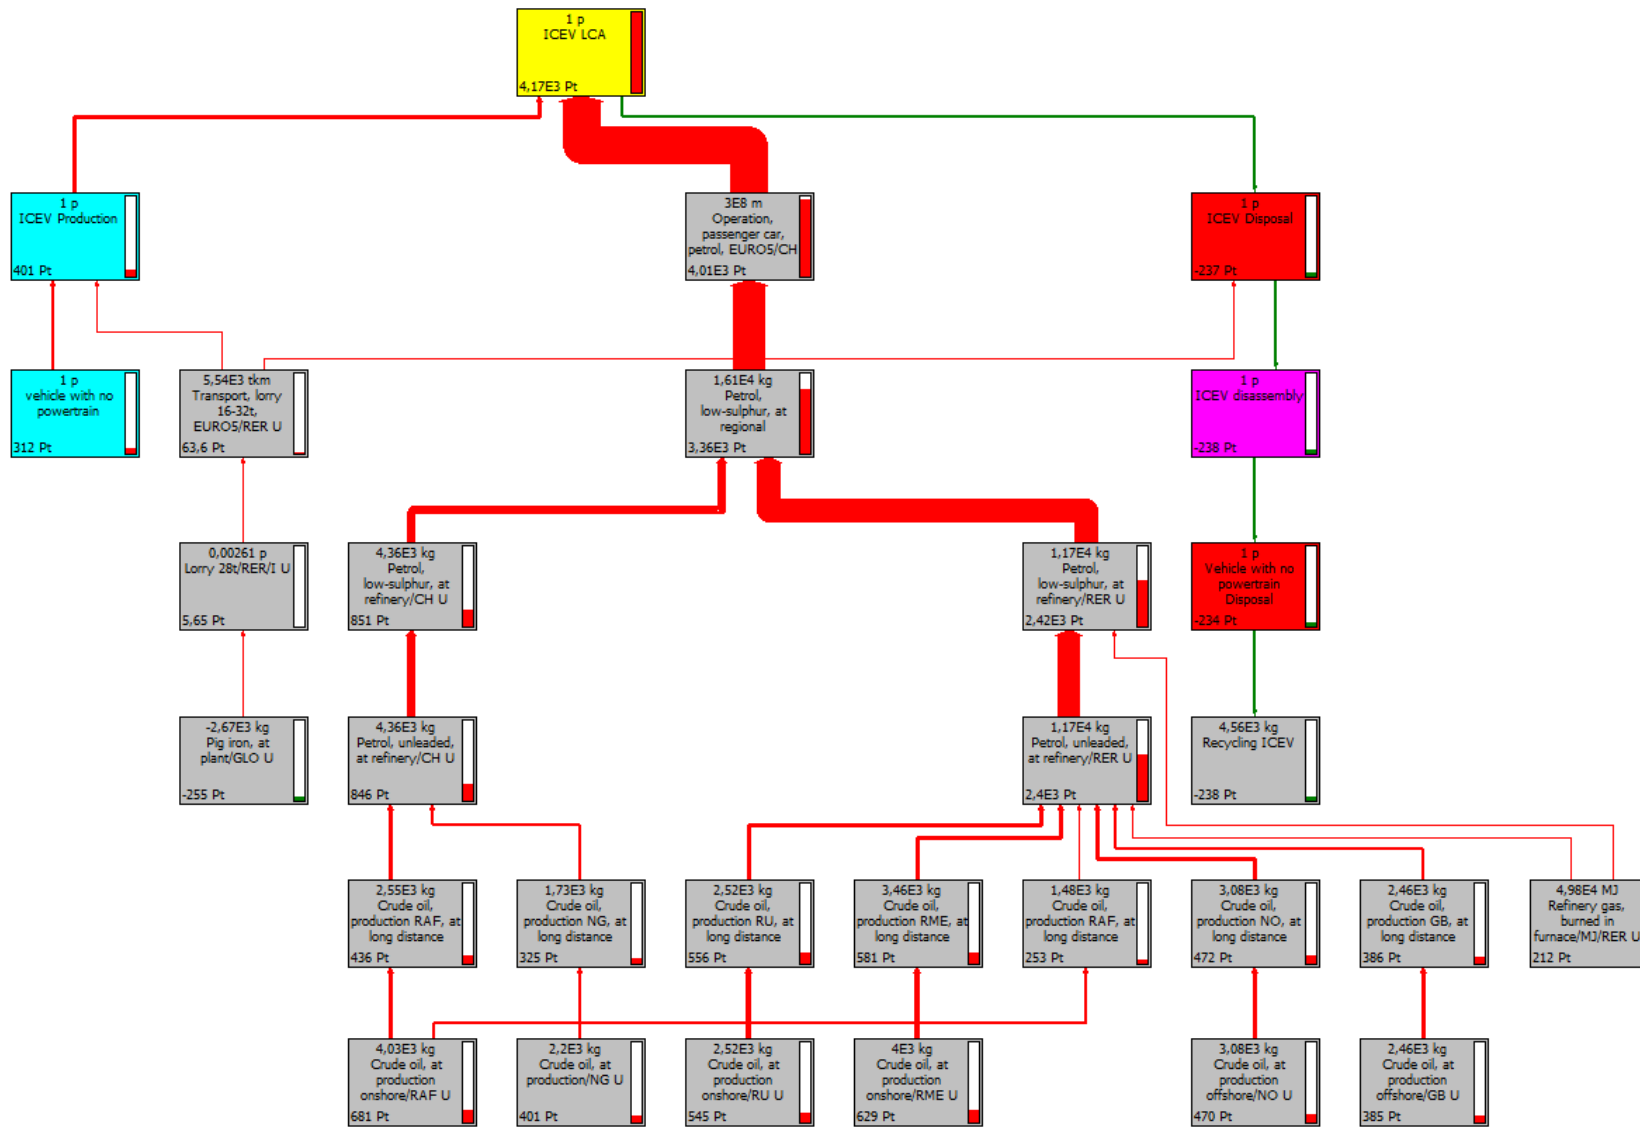 1 p
ICEV LCA
4,17E3 Pt
1 p
ICEV Production
401 Pt
3E8 m
Operation,
passenger car,
petrol, EURO5/CH
4,01E3 Pt
1 p
ICEV Disposal
-237 Pt
1 p
vehicle with no
powertrain
312 Pt
5,54E3 tkm
Transport, lorry
16-32t,
EURO5/RER U
63,6 Pt
1,61E4 kg
Petrol,
low-sulphur, at
regional
3,36E3 Pt
1 p
ICEV disassembly
-238 Pt
0,00261 p
Lorry 28t/RER/I U
5,65 Pt
4,36E3 kg
Petrol,
low-sulphur, at
refinery/CH U
851 Pt
1,17E4 kg
Petrol,
low-sulphur, at
refinery/RER U
2,42E3 Pt
1 p
Vehicle with no
powertrain
Disposal
-234 Pt
-2,67E3 kg
Pig iron, at
plant/GLO U
-255 Pt
4,36E3 kg
Petrol, unleaded,
at refinery/CH U
846 Pt
1,17E4 kg
Petrol, unleaded,
at refinery/RER U
2,4E3 Pt
4,56E3 kg
Recycling ICEV
-238 Pt
2,55E3 kg
Crude oil,
production RAF, at
long distance
436 Pt
1,73E3 kg
Crude oil,
production NG, at
long distance
325 Pt
2,52E3 kg
Crude oil,
production RU, at
long distance
556 Pt
3,46E3 kg
Crude oil,
production RME, at
long distance
581 Pt
1,48E3 kg
Crude oil,
production RAF, at
long distance
253 Pt
3,08E3 kg
Crude oil,
production NO, at
long distance
472 Pt
2,46E3 kg
Crude oil,
production GB, at
long distance
386 Pt
4,98E4 MJ
Refinery gas,
burned in
furnace/MJ/RER U
212 Pt
4,03E3 kg
Crude oil, at
production
onshore/RAF U
681 Pt
2,2E3 kg
Crude oil, at
production/NG U
401 Pt
2,52E3 kg
Crude oil, at
production
onshore/RU U
545 Pt
4E3 kg
Crude oil, at
production
onshore/RME U
629 Pt
3,08E3 kg
Crude oil, at
production
offshore/NO U
470 Pt
2,46E3 kg
Crude oil, at
production
offshore/GB U
385 Pt